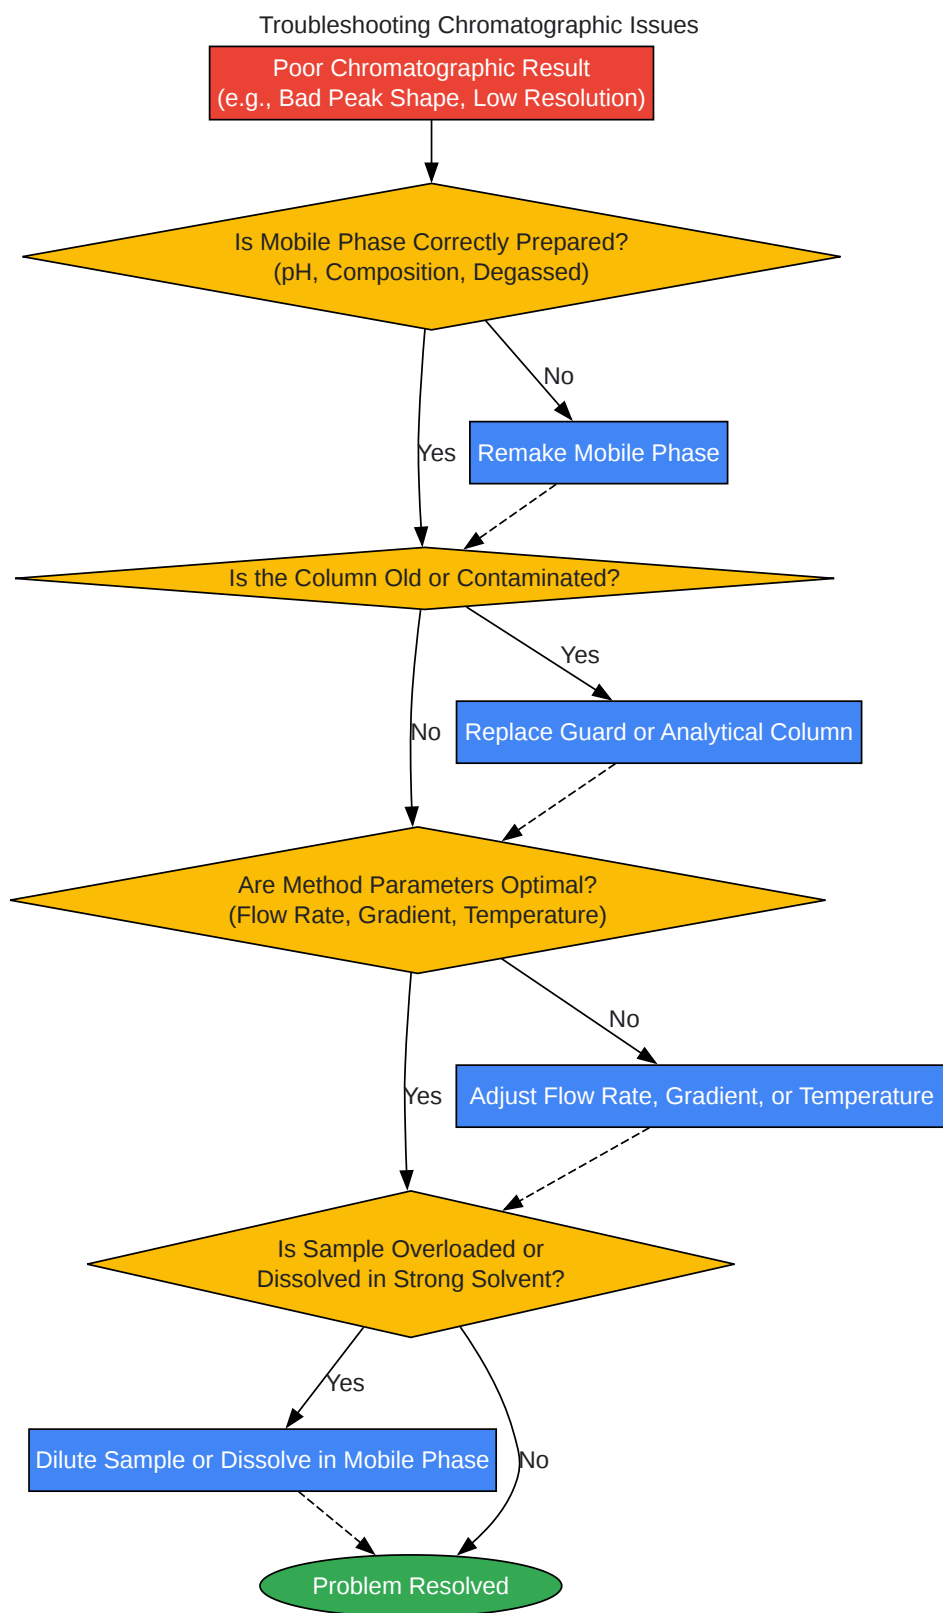 Troubleshooting Chromatographic Issues
Poor Chromatographic Result
(e.g., Bad Peak Shape, Low Resolution)
Is Mobile Phase Correctly Prepared?
(pH, Composition, Degassed)
No
Yes
Remake Mobile Phase
Is the Column Old or Contaminated?
Yes
No
Replace Guard or Analytical Column
Are Method Parameters Optimal?
(Flow Rate, Gradient, Temperature)
No
Yes
Adjust Flow Rate, Gradient, or Temperature
Is Sample Overloaded or
Dissolved in Strong Solvent?
Yes
Dilute Sample or Dissolve in Mobile Phase
No
Problem Resolved